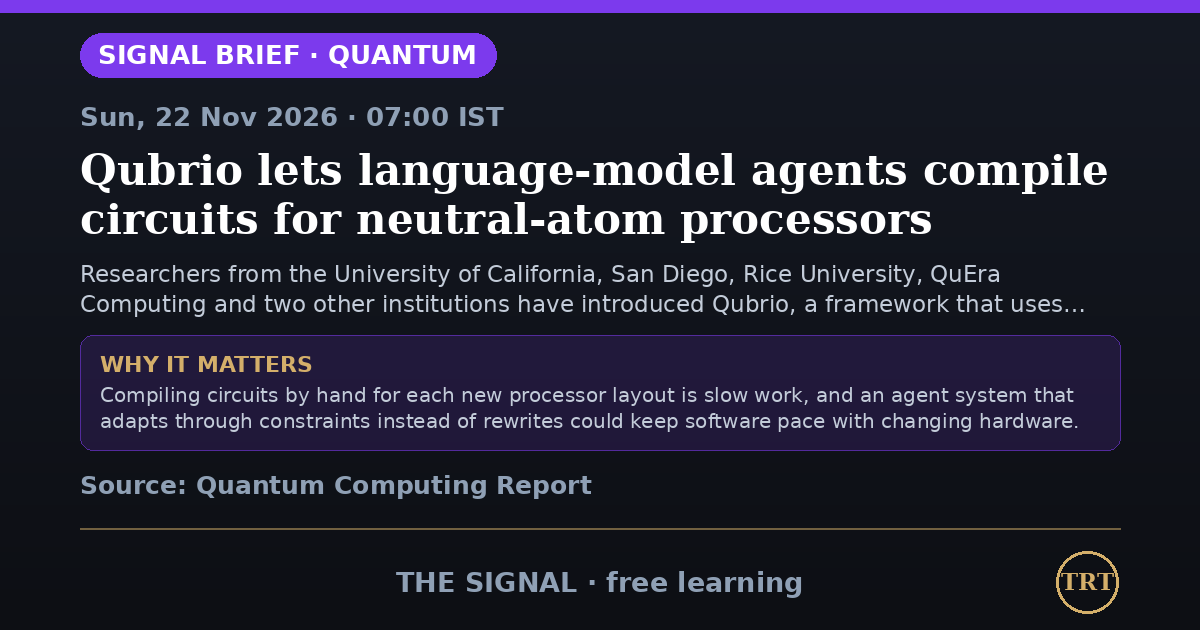 SIGNAL BRIEF · QUANTUM
Sun, 22 Nov 2026 · 07:00 IST
Qubrio lets language-model agents compile
circuits for neutral-atom processors
Researchers from the University of California, San Diego, Rice University, QuEra
Computing and two other institutions have introduced Qubrio, a framework that uses…
WHY IT MATTERS
Compiling circuits by hand for each new processor layout is slow work, and an agent system that
adapts through constraints instead of rewrites could keep software pace with changing hardware.
Source: Quantum Computing Report
THE SIGNAL · free learning
TRT